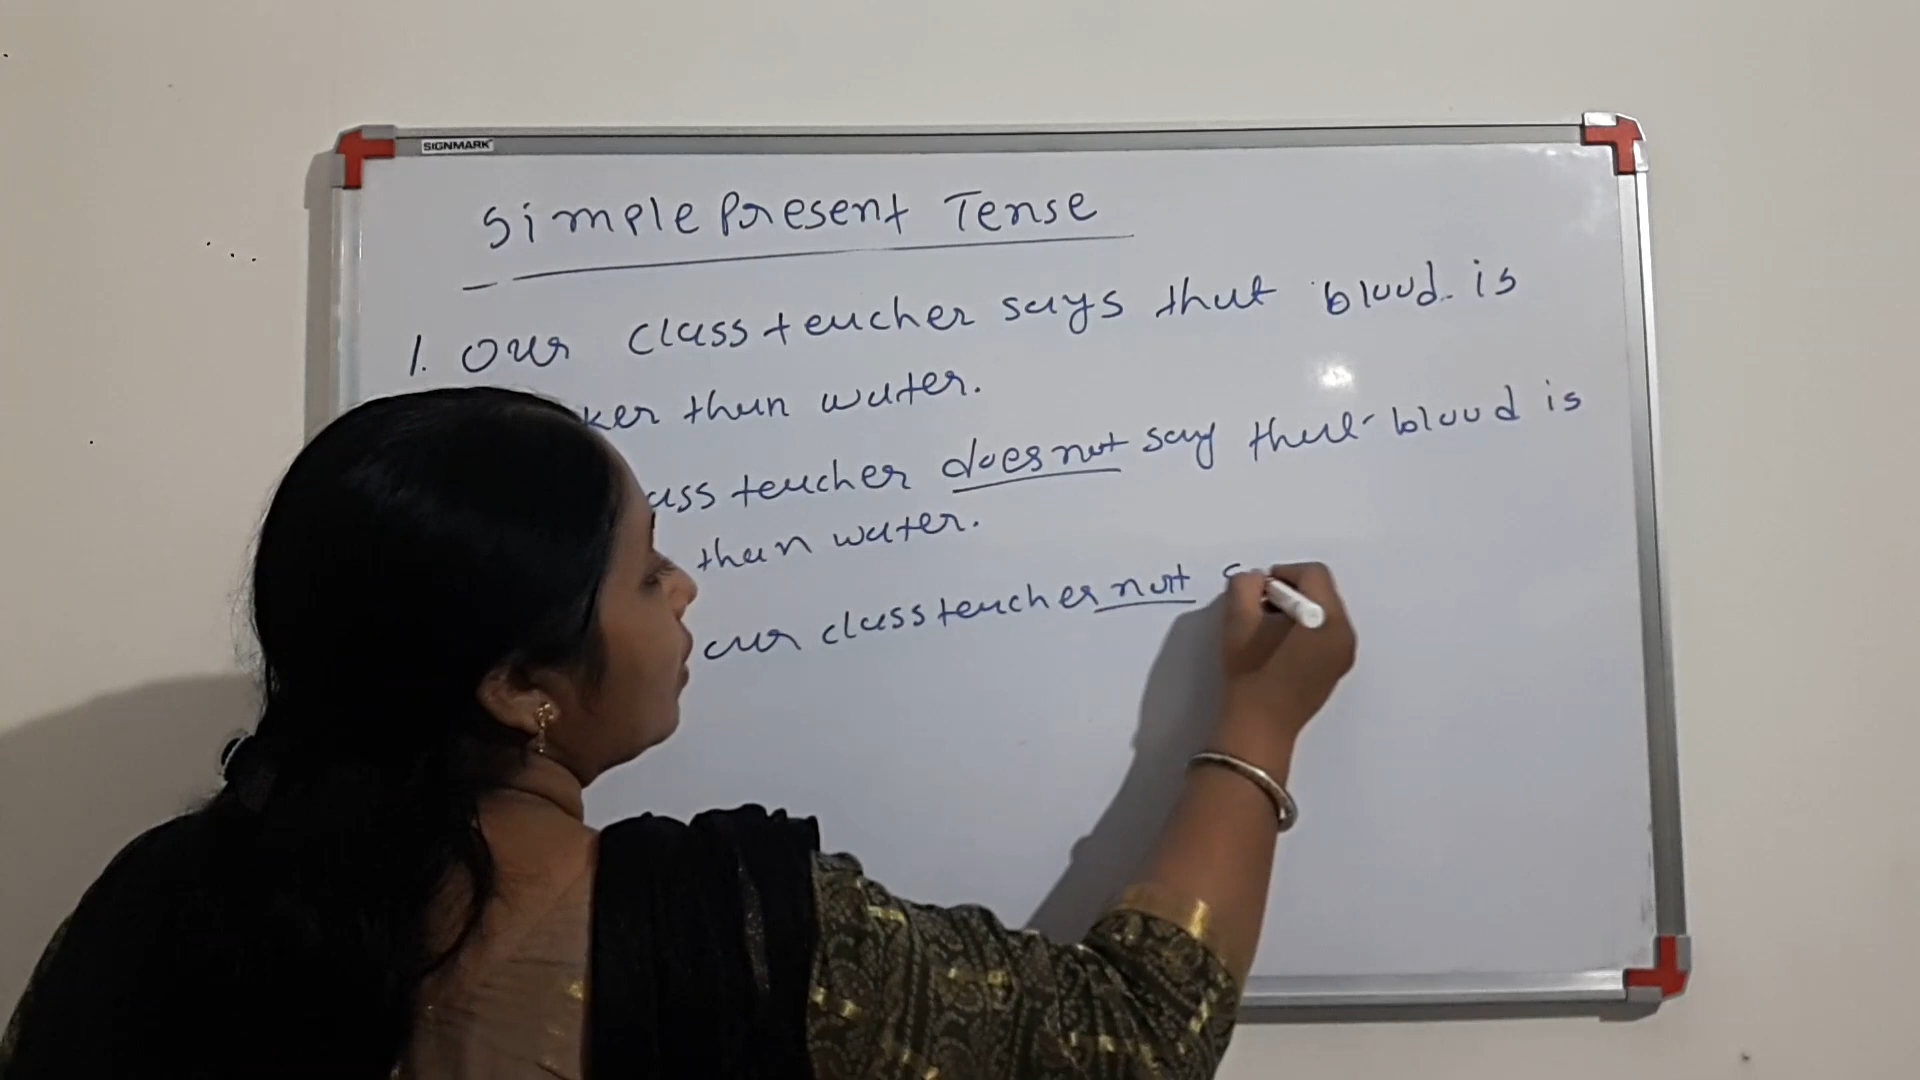 SIGNMARK
Simple Present Tense
1. Our class teacher says that blood is
ker than water.
ass teacher does not say that blood is
than water.
our class teacher not